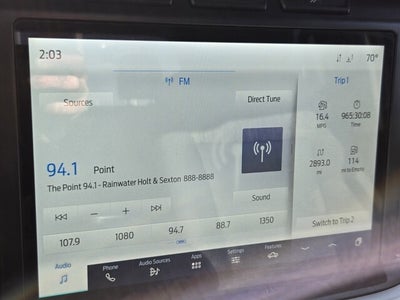 2:03
70°
FM
Trip 1
Sources
Direct Tune
16.4
MPG
965:30:08
Time
94.1 Point
The Point 94.1- Rainwater Holt & Sexton 888-8888
2893.0
mi
114
mi to Empty
Sound
107.9 1080 94.7 88.7 1350
Switch to Trip 2
Audio
Phone
Audio Sources
Apps
Settings
Features